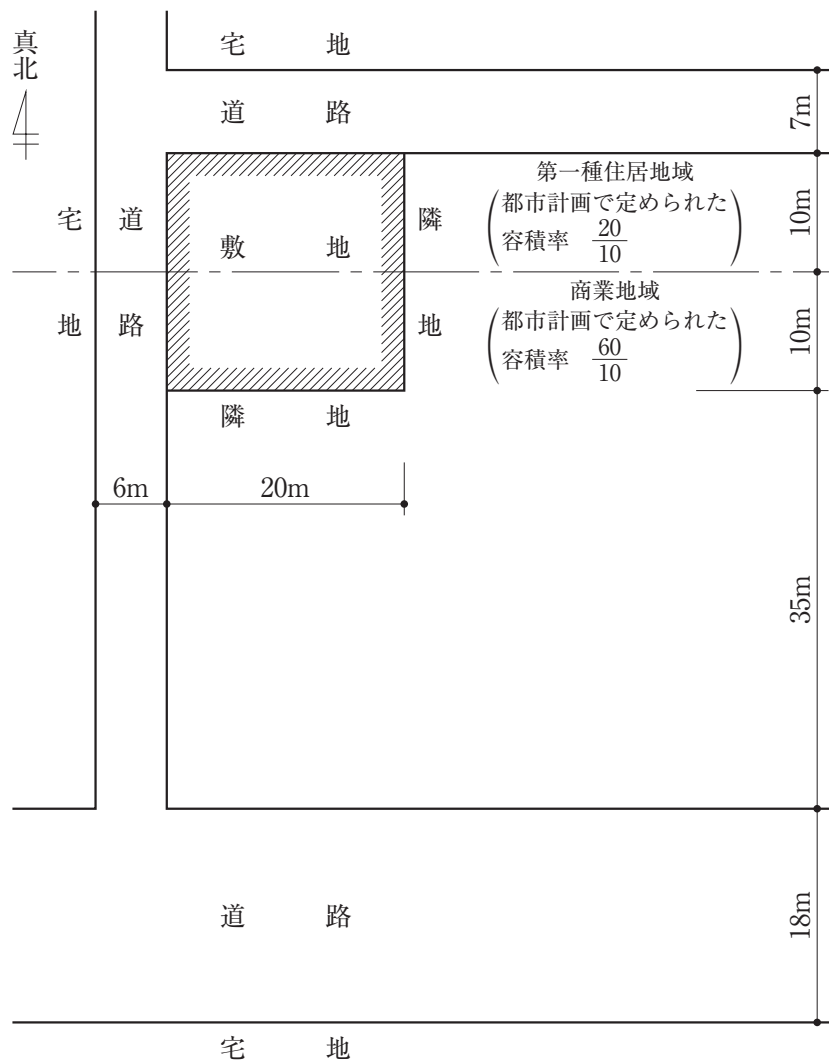 真北
宅地
道路
7m
宅地
道路
敷地
隣地
第一種住居地域
都市計画で定められた
容積率 20/10
10m
商業地域
都市計画で定められた
容積率 60/10
10m
隣地
6m
20m
35m
道路
18m
宅地